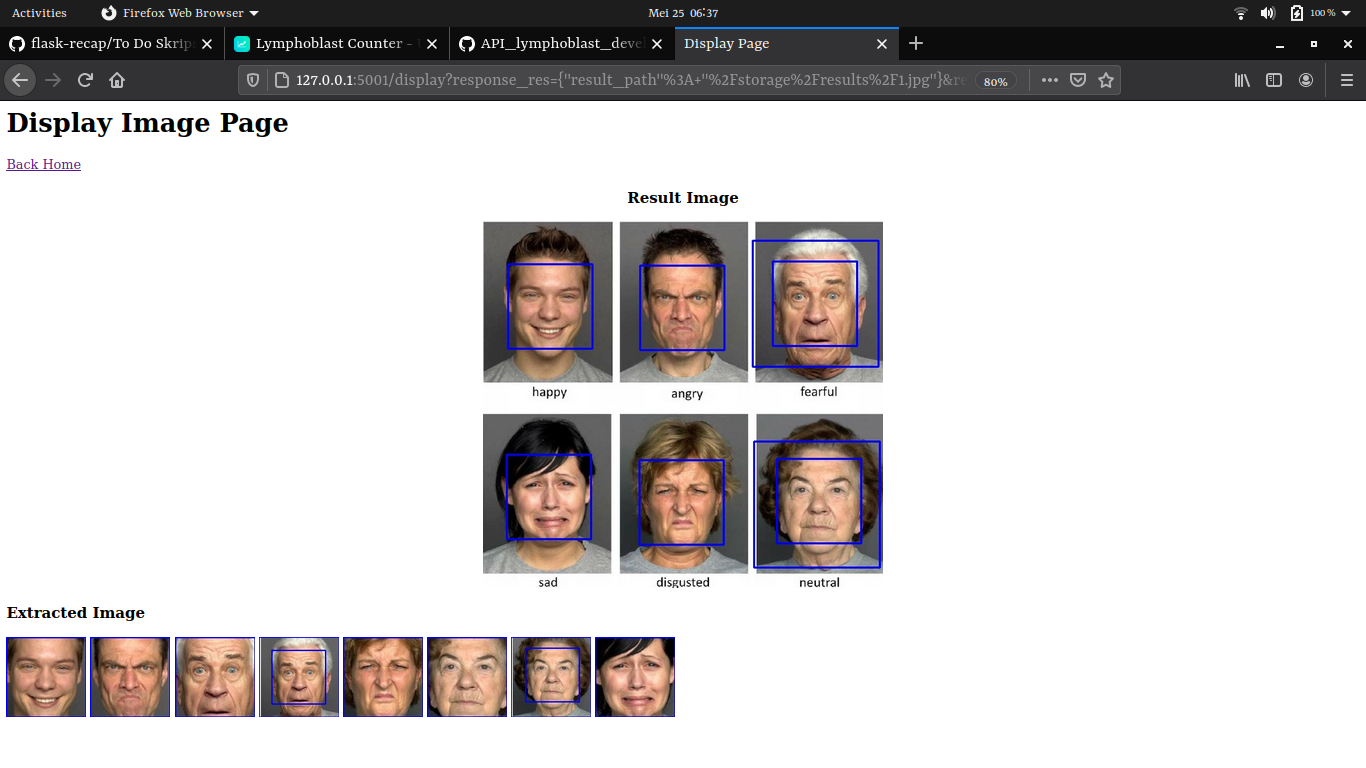 Activities Firefox Web Browser Mei 25 06:37 100 %
flask-recap/To Do Skrip Lymphoblast Counter - API_lymphoblast_devel Display Page
127.0.0.1:5001/display?response_res={"result_path"%3A+"%2Fstorage%2Fresults%2F1.jpg"}&re 80%
Display Image Page
Back Home
Result Image
happy angry fearful
sad disgusted neutral
Extracted Image